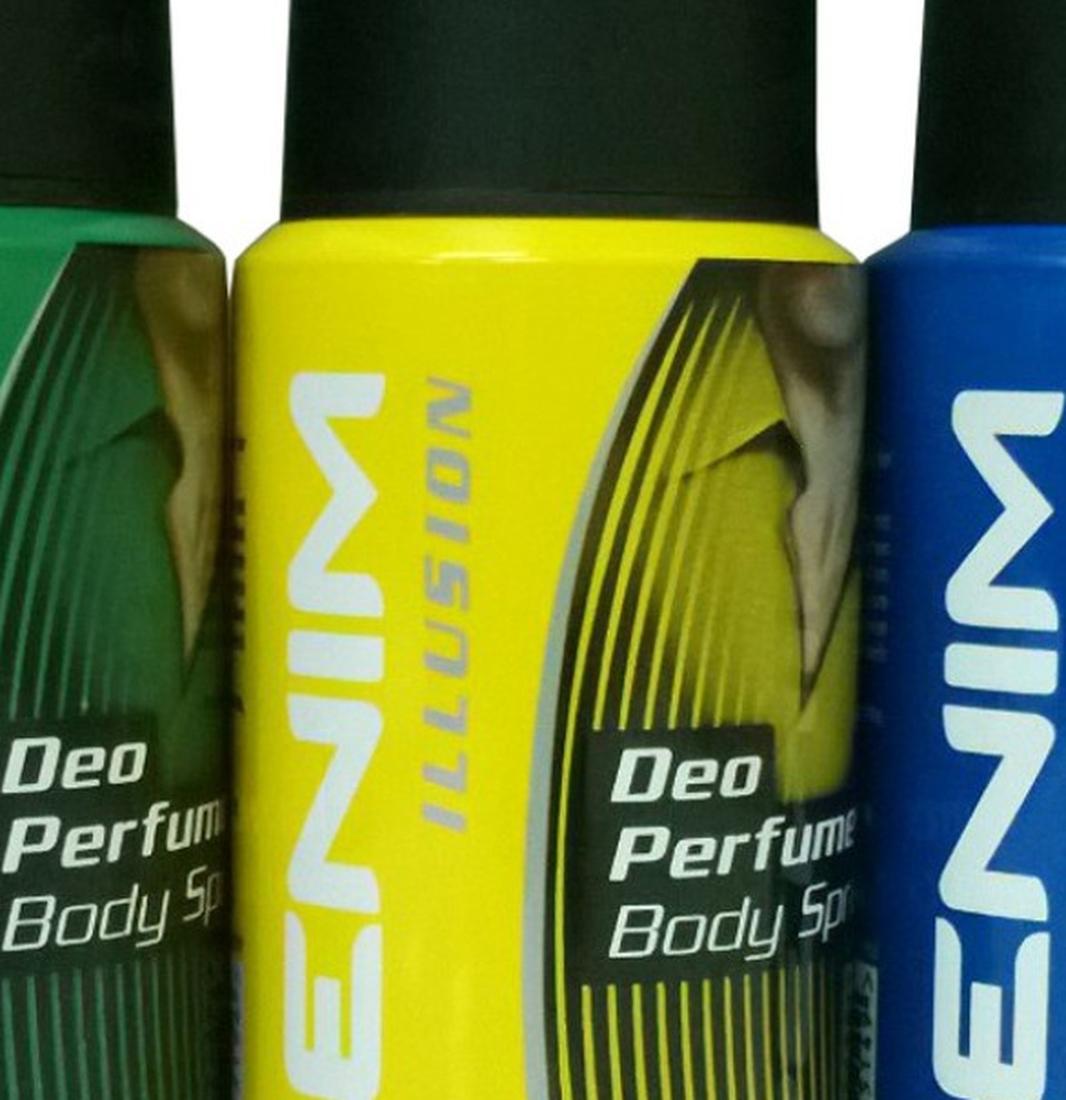 Deo
Perfum
Body Sp
ENIM
ILLUSION
Deo
Perfume
Body Spr
ENIM